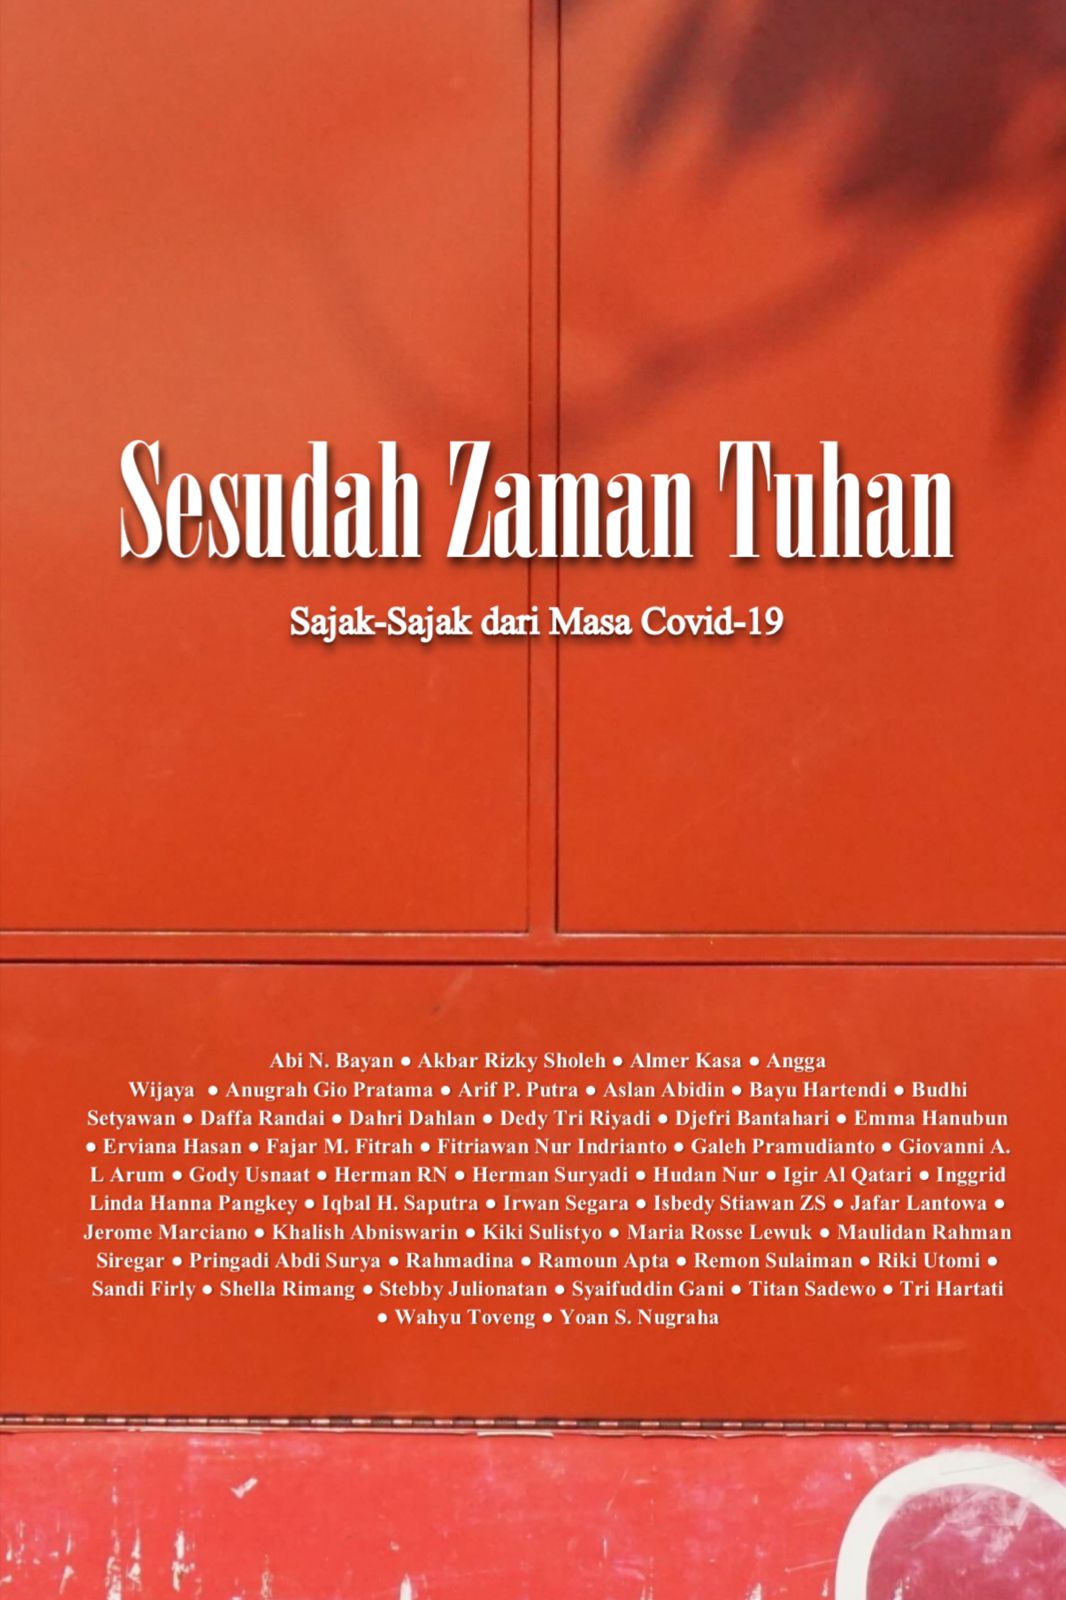 Sesudah Zaman Tuhan
Sajak-Sajak dari Masa Covid-19
Abi N. Bayan ● Akbar Rizky Sholeh ● Almer Kasa ● Angga
Wijaya ● Anugrah Gio Pratama ● Arif P. Putra ● Aslan Abidin ● Bayu Hartendi ● Budhi
Setyawan ● Daffa Randai ● Dahri Dahlan ● Dedy Tri Riyadi ● Djefri Bantahari ● Emma Hanubun
● Erviana Hasan ● Fajar M. Fitrah ● Fitriawan Nur Indrianto ● Galeh Pramudianto ● Giovanni A.
L Arum ● Gody Usnaat ● Herman RN ● Herman Suryadi ● Hudan Nur ● Igir Al Qatari ● Inggrid
Linda Hanna Pangkey ● Iqbal H. Saputra ● Irwan Segara ● Isbedy Stiawan ZS ● Jafar Lantowa ●
Jerome Marciano ● Khalish Abniswarin ● Kiki Sulistyo ● Maria Rosse Lewuk ● Maulidan Rahman
Siregar ● Pringadi Abdi Surya ● Rahmadina ● Ramoun Apta ● Remon Sulaiman ● Riki Utomi ●
Sandi Firly ● Shella Rimang ● Stebby Julionatan ● Syaifuddin Gani ● Titan Sadewo ● Tri Hartati
● Wahyu Toveng ● Yoan S. Nugraha